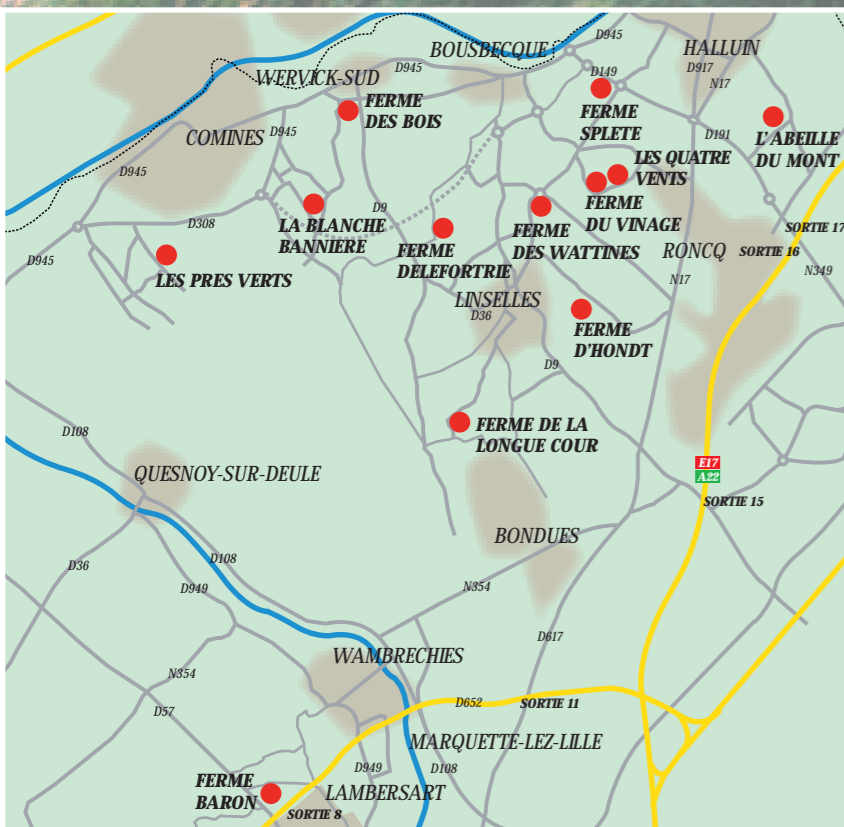 BOUSBECQUE
D945
HALLUIN
D945
WERVICK-SUD
D149
D917
N17
FERME
DES BOIS
FERME
SPLETE
L'ABEILLE
DU MONT
COMINES
D945
D191
LES QUATRE
VENTS
D945
FERME
DU VINAGE
D308
LA BLANCHE
BANNIERE
D9
FERME
DELEFORTRIE
FERME
DES WATTINES
RONCQ
SORTIE 17
SORTIE 16
D945
LES PRES VERTS
N17
N349
LINSELLES
D36
FERME
D'HONDT
D9
FERME DE LA
LONGUE COUR
D108
QUESNOY-SUR-DEULE
E17
A22
SORTIE 15
BONDUES
D36
D108
D949
N354
D617
WAMBRECHIES
N354
D57
D652
SORTIE 11
MARQUETTE-LEZ-LILLE
D949
D108
FERME
BARON
LAMBERSART
SORTIE 8